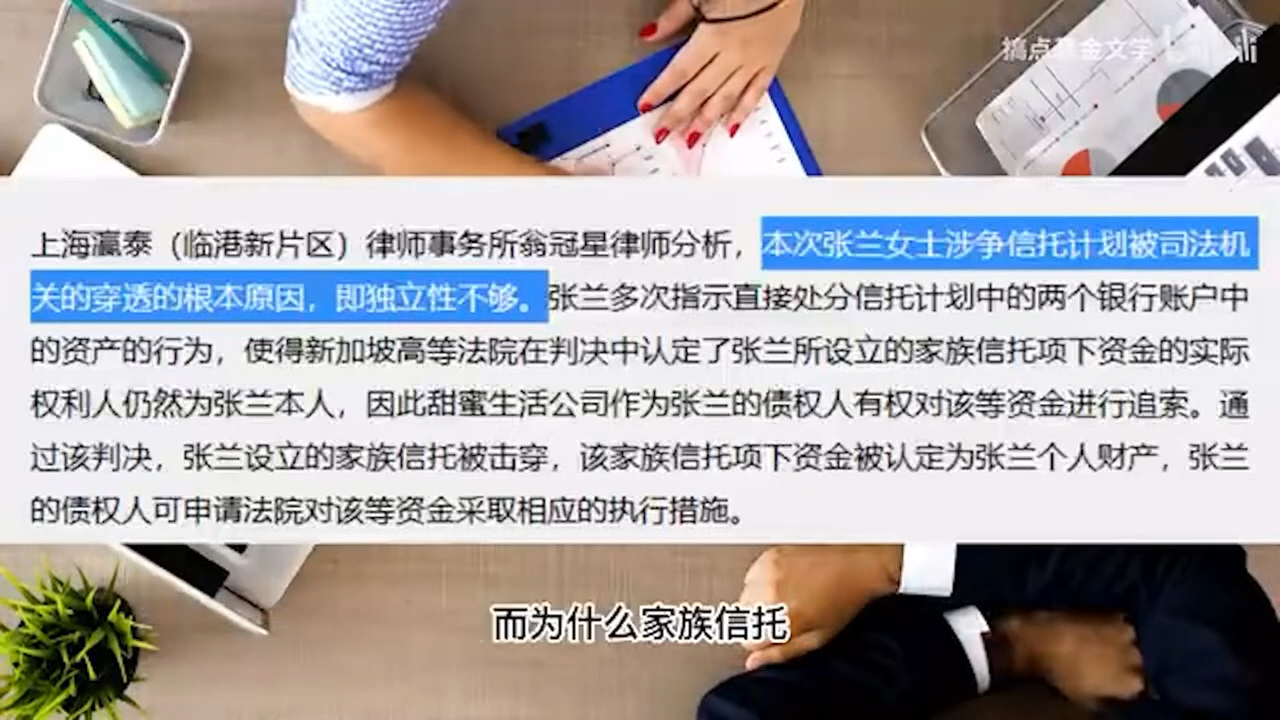 搞点基金文学 bilibili
上海瀛泰（临港新片区）律师事务所翁冠星律师分析，本次张兰女士涉争信托计划被司法机
关的穿透的根本原因，即独立性不够。张兰多次指示直接处分信托计划中的两个银行账户中
的资产的行为，使得新加坡高等法院在判决中认定了张兰所设立的家族信托项下资金的实际
权利人仍然为张兰本人，因此甜蜜生活公司作为张兰的债权人有权对该等资金进行追索。通
过该判决，张兰设立的家族信托被击穿，该家族信托项下资金被认定为张兰个人财产，张兰
的债权人可申请法院对该等资金采取相应的执行措施。
而为什么家族信托